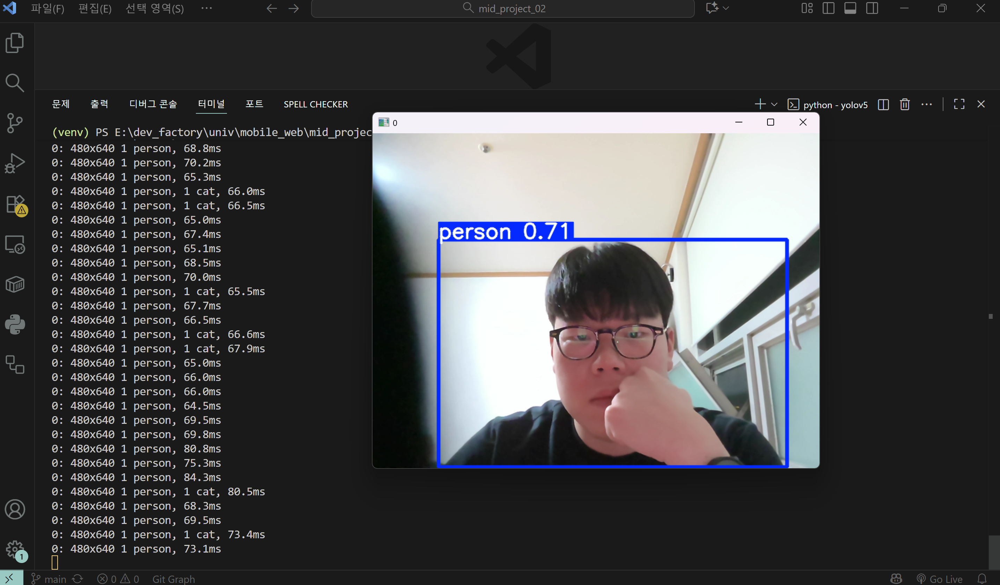 파일(F) 편집(E) 선택 영역(S) ··· mid_project_02
문제 출력 디버그 콘솔 터미널 포트 SPELL CHECKER python - yolov5
(venv) PS E:\dev_factory\univ\mobile_web\mid_projec
0: 480x640 1 person, 68.8ms
0: 480x640 1 person, 70.2ms
0: 480x640 1 person, 65.3ms
0: 480x640 1 person, 1 cat, 66.0ms
0: 480x640 1 person, 1 cat, 66.5ms
0: 480x640 1 person, 65.0ms
0: 480x640 1 person, 67.4ms
0: 480x640 1 person, 65.1ms
0: 480x640 1 person, 68.5ms
0: 480x640 1 person, 70.0ms
0: 480x640 1 person, 1 cat, 65.5ms
0: 480x640 1 person, 67.7ms
0: 480x640 1 person, 66.5ms
0: 480x640 1 person, 1 cat, 66.6ms
0: 480x640 1 person, 1 cat, 67.9ms
0: 480x640 1 person, 65.0ms
0: 480x640 1 person, 66.0ms
0: 480x640 1 person, 66.0ms
0: 480x640 1 person, 64.5ms
0: 480x640 1 person, 69.5ms
0: 480x640 1 person, 69.8ms
0: 480x640 1 person, 80.8ms
0: 480x640 1 person, 75.3ms
0: 480x640 1 person, 84.3ms
0: 480x640 1 person, 1 cat, 80.5ms
0: 480x640 1 person, 68.3ms
0: 480x640 1 person, 69.5ms
0: 480x640 1 person, 1 cat, 73.4ms
0: 480x640 1 person, 73.1ms
0
person 0.71
1
main 0 0 Git Graph Go Live